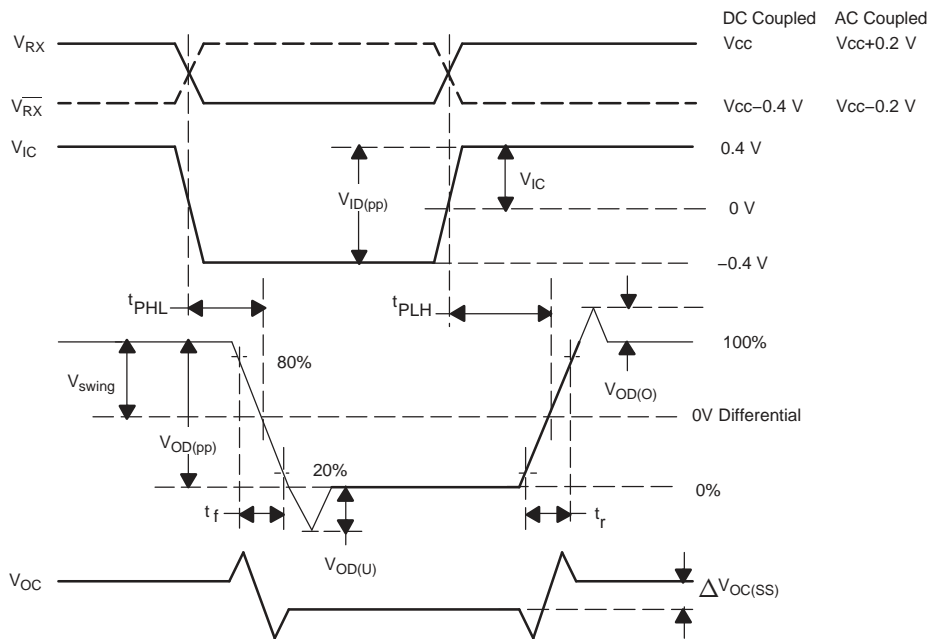 DC Coupled AC Coupled
VRX Vcc Vcc+0.2 V
VR̅X̅ Vcc−0.4 V Vcc−0.2 V
VIC 0.4 V
VIC
VID(pp)
0 V
−0.4 V
tPHL tPLH
100%
80%
Vswing
VOD(O)
0V Differential
VOD(pp)
20%
0%
tf tr
VOD(U)
VOC
ΔVOC(SS)